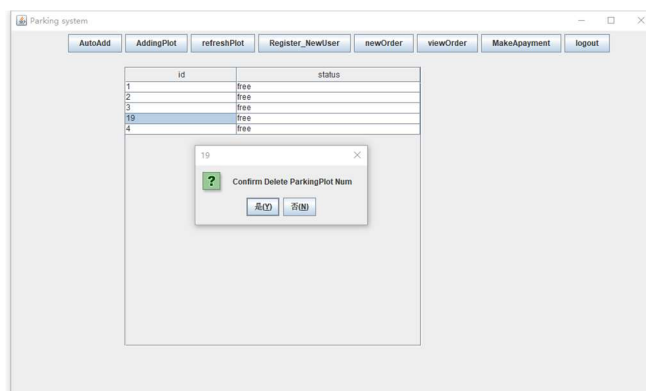 Parking system
AutoAdd AddingPlot refreshPlot Register_NewUser newOrder viewOrder MakeApayment logout
id status
1 free
2 free
3 free
19 free
4 free
19
Confirm Delete ParkingPlot Num
是(Y) 否(N)